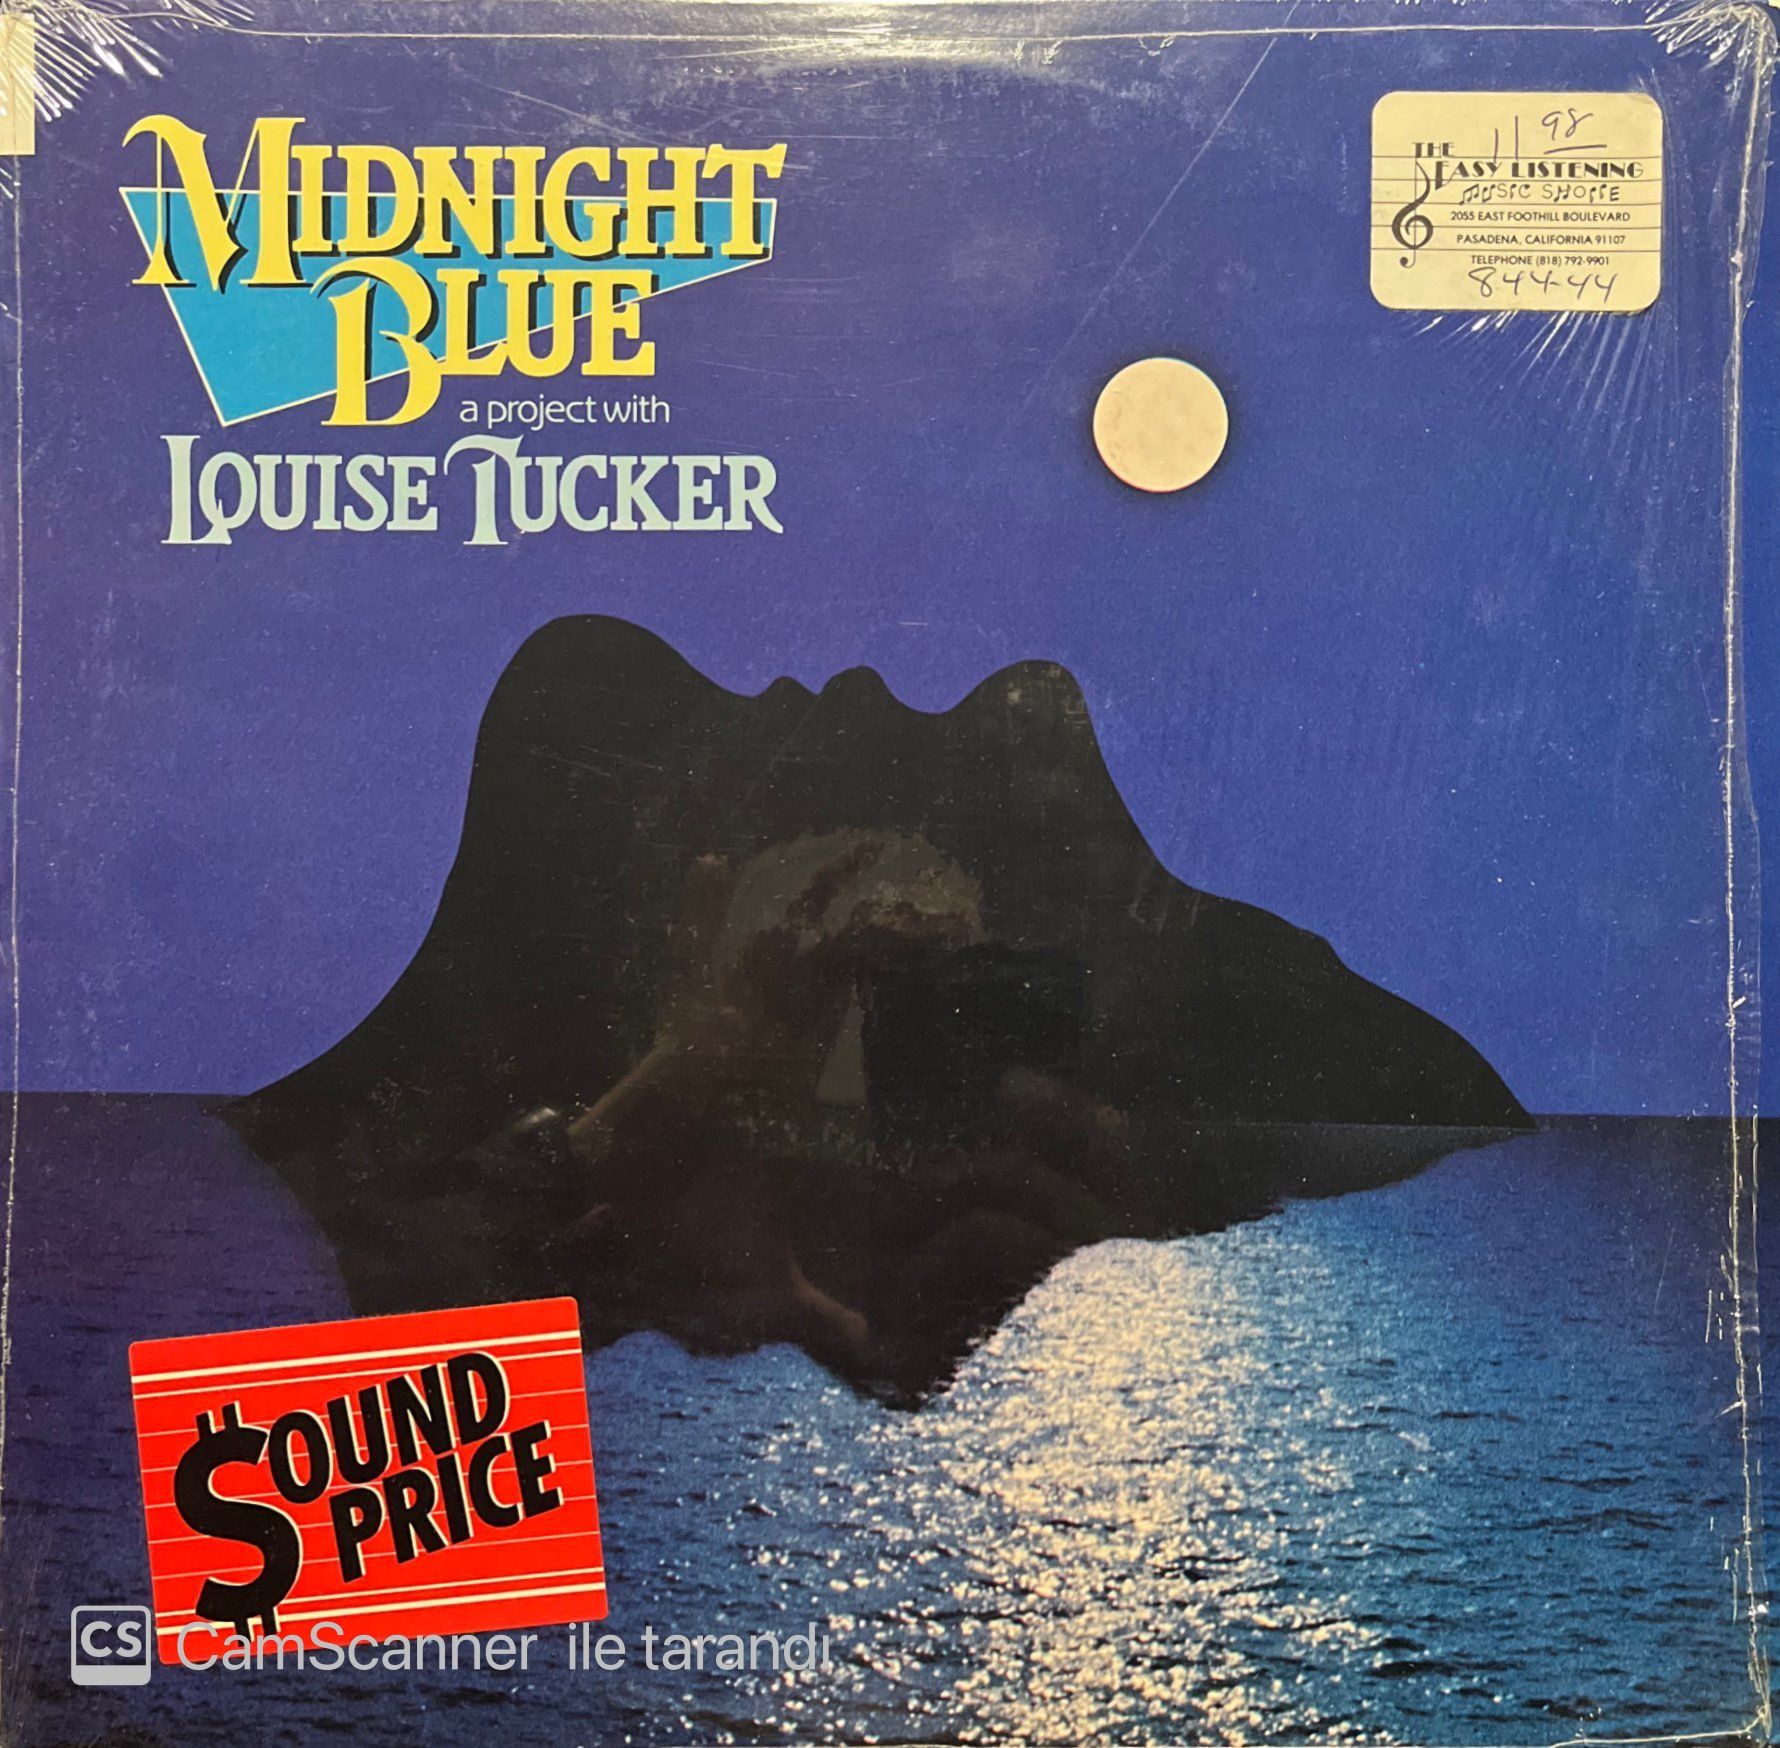 MIDNIGHT
BLUE
a project with
LOUISE TUCKER
11 98
THE
EASY LISTENING
MUSIC SHOPPE
2055 EAST FOOTHILL BOULEVARD
PASADENA, CALIFORNIA 91107
TELEPHONE (818) 792-9901
844-44
$OUND
PRICE
CS CamScanner ile tarandı